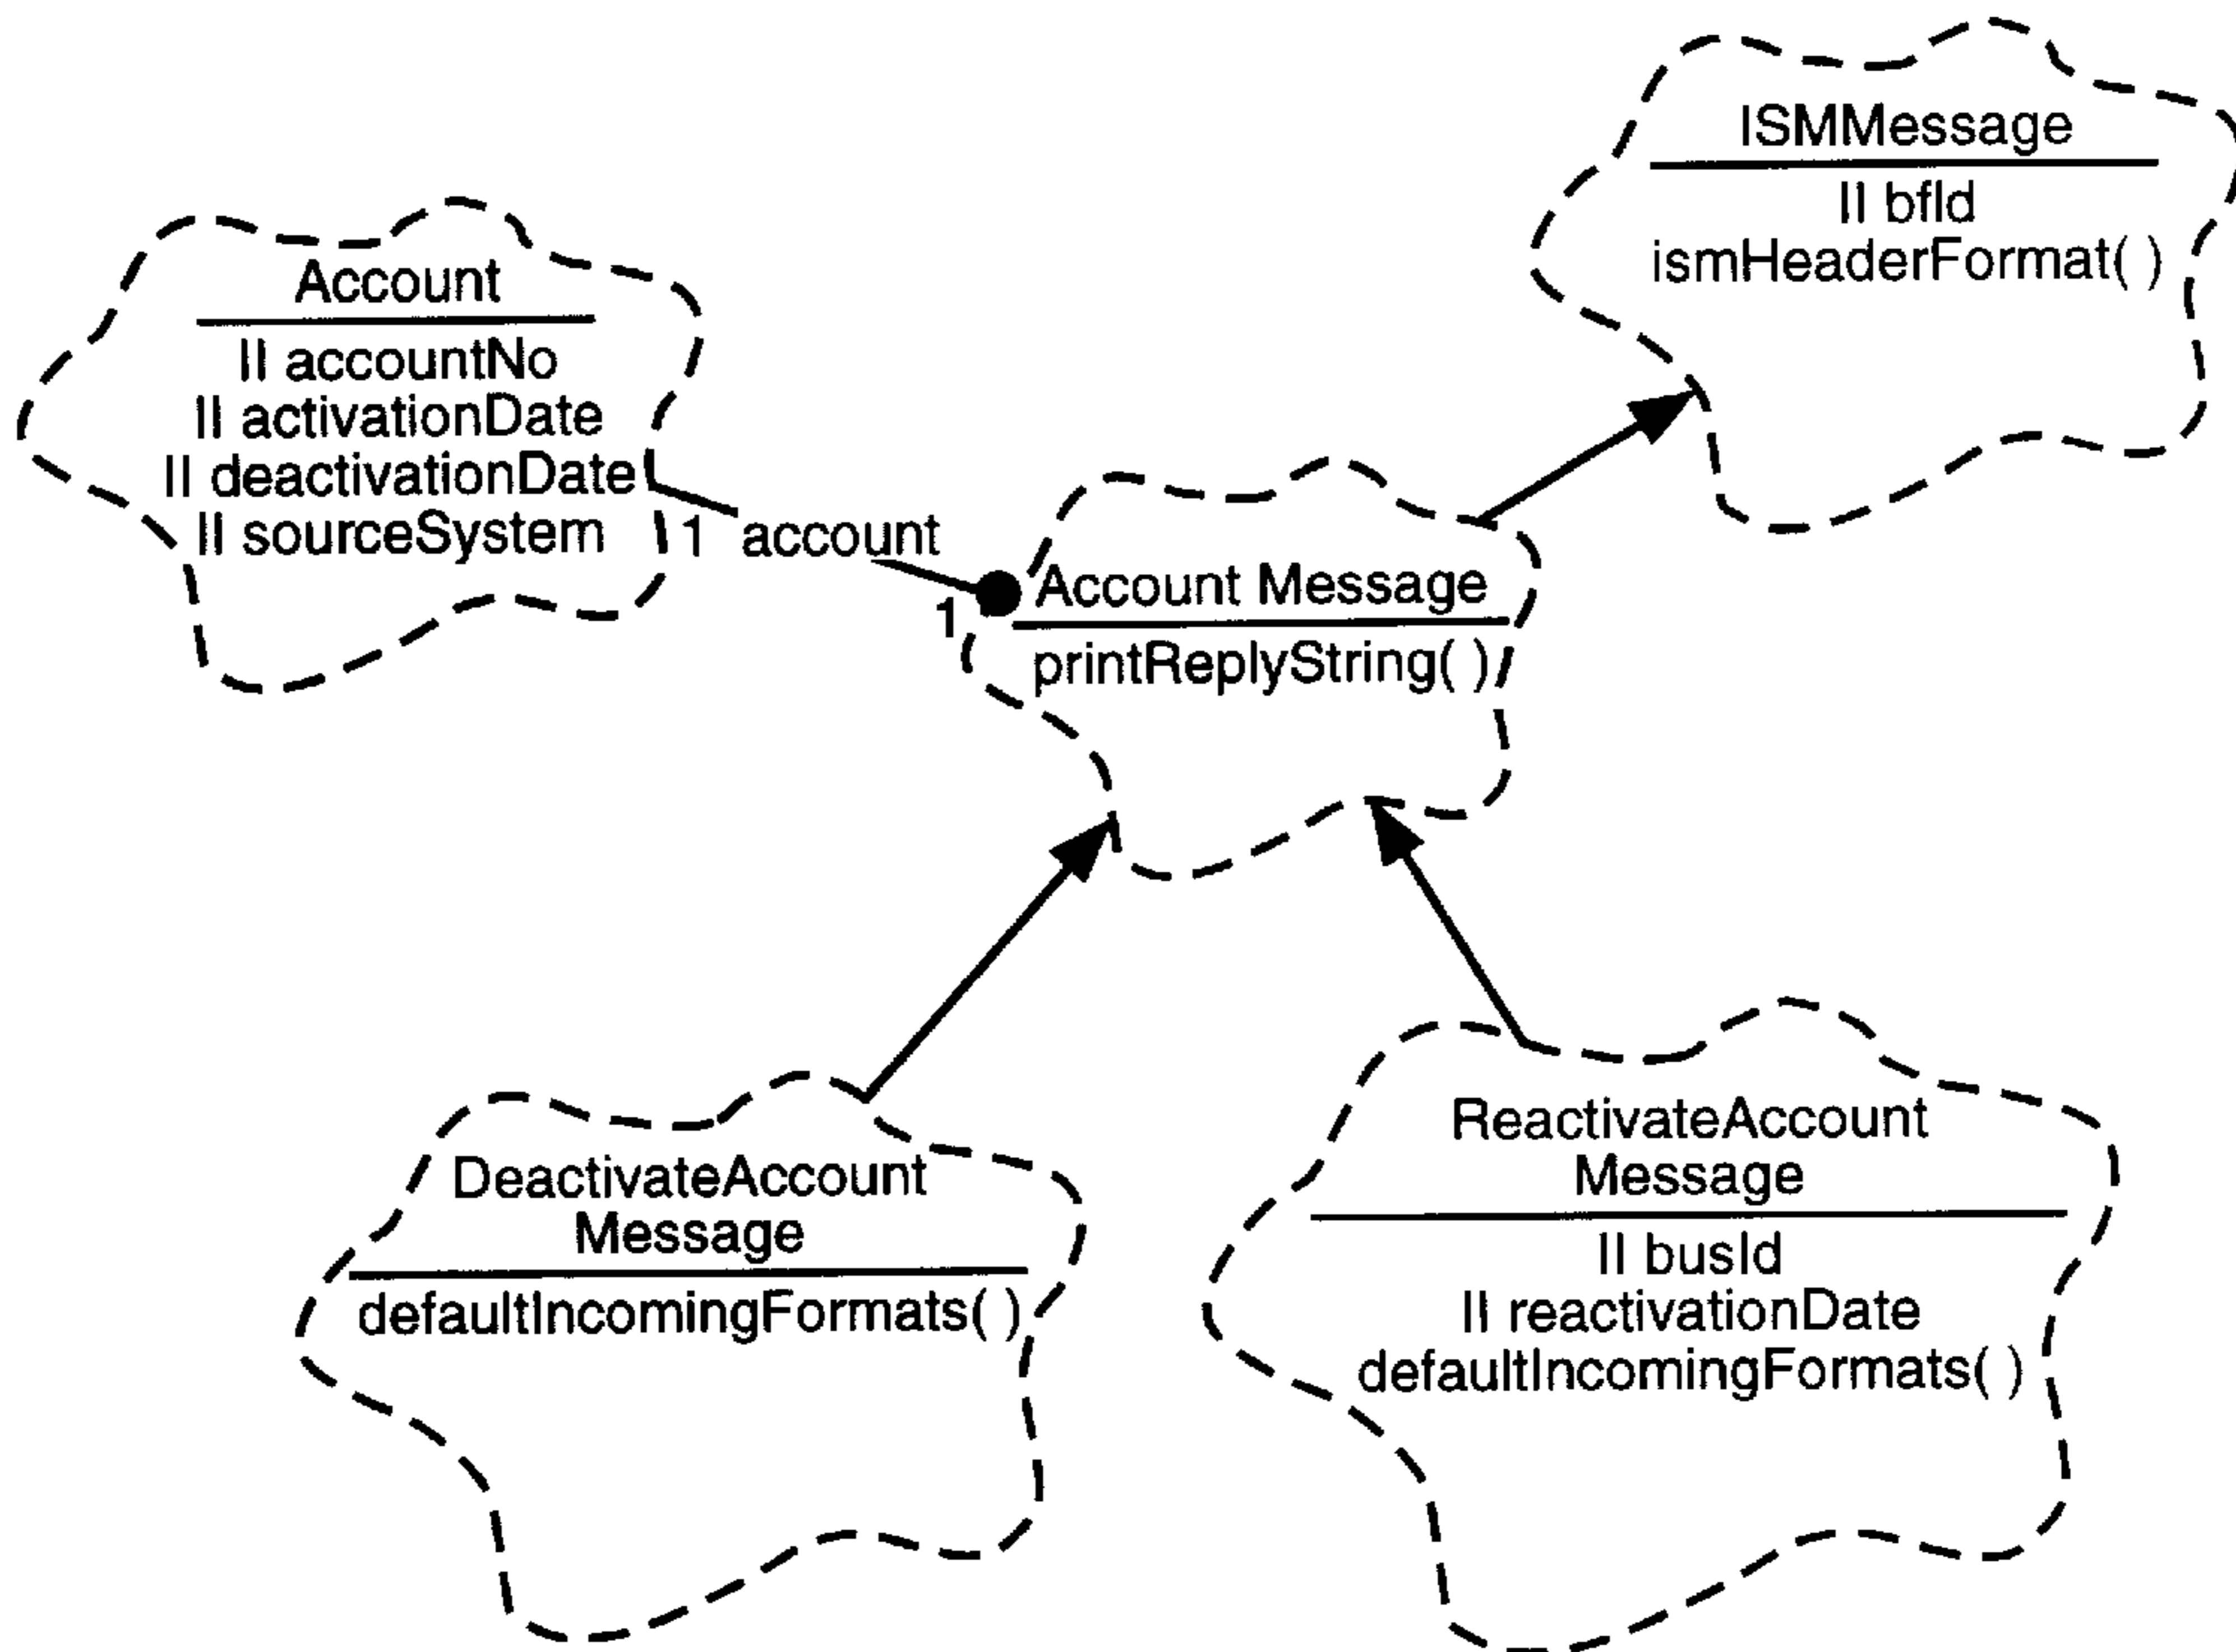 ISMMessage
II bfId
ismHeaderFormat( )
Account
II accountNo
II activationDate
II deactivationDate
II sourceSystem
1 account
1
Account Message
printReplyString( )
DeactivateAccount
Message
defaultIncomingFormats( )
ReactivateAccount
Message
II busId
II reactivationDate
defaultIncomingFormats( )